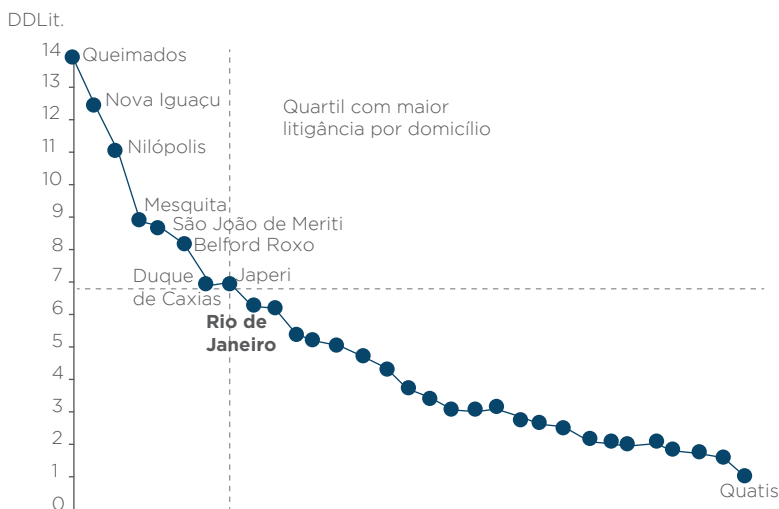 DDLit.
14
Queimados
13
Nova Iguaçu
Quartil com maior
litigância por domicílio
12
Nilópolis
11
10
Mesquita
9
São João de Meriti
8
Belford Roxo
7
Duque
de Caxias
Japeri
6
Rio de
Janeiro
5
4
3
2
1
Quatis
0